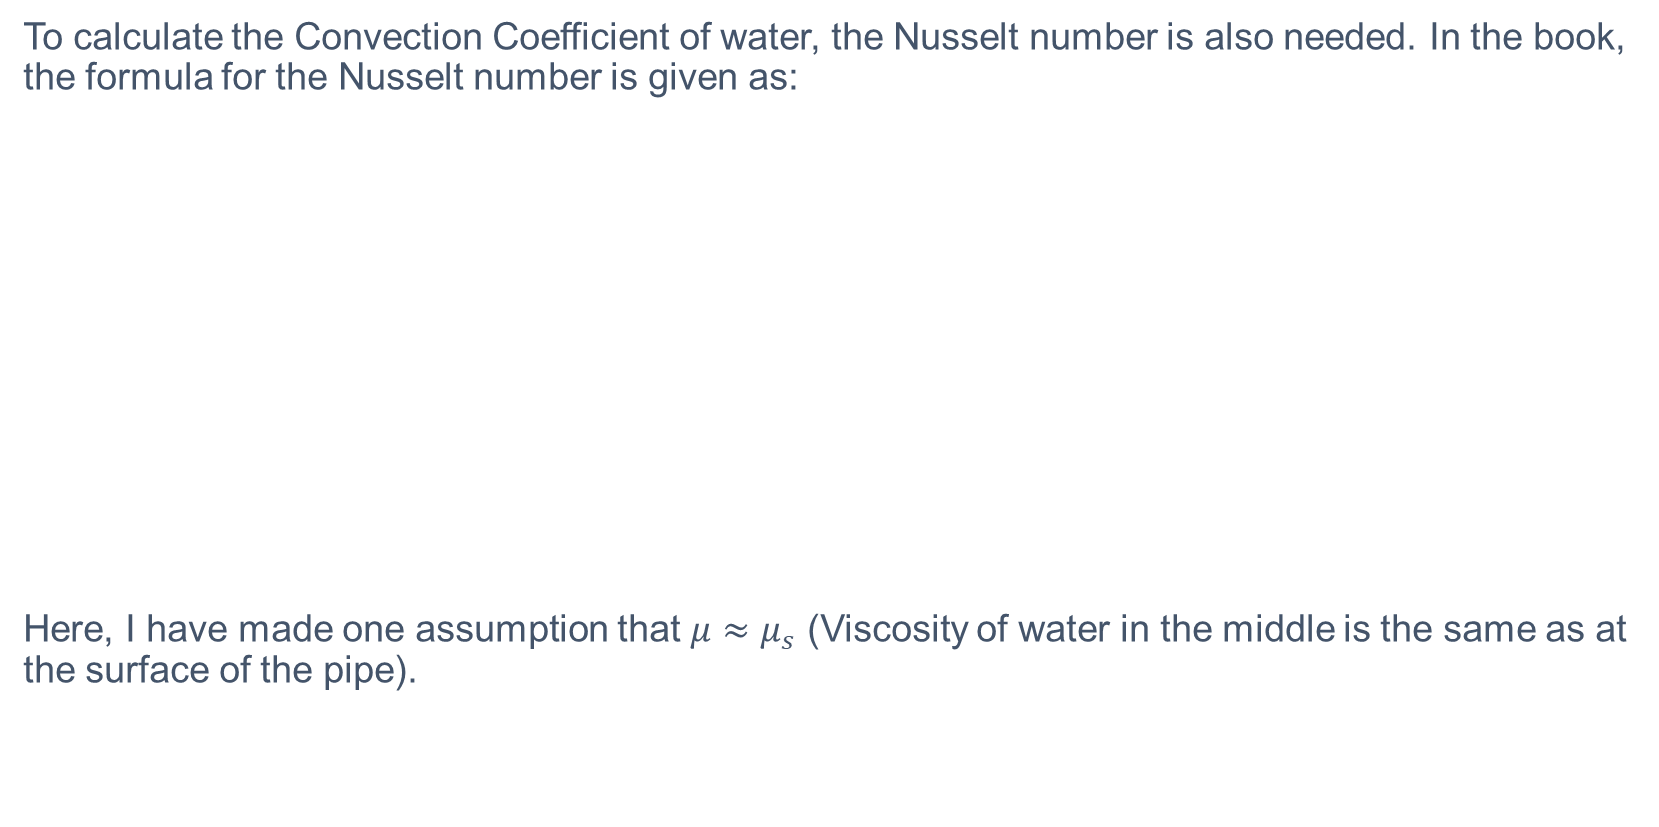 To calculate the Convection Coefficient of water, the Nusselt number is also needed. In the book,
the formula for the Nusselt number is given as:
Here, I have made one assumption that μ ≈ μₛ (Viscosity of water in the middle is the same as at
the surface of the pipe).